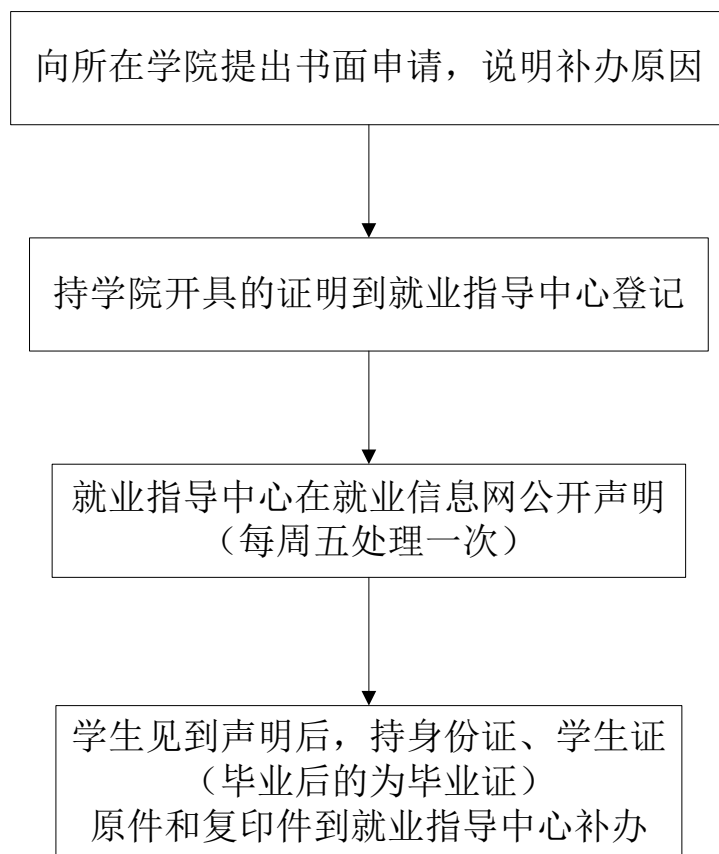 向所在学院提出书面申请，说明补办原因
持学院开具的证明到就业指导中心登记
就业指导中心在就业信息网公开声明
（每周五处理一次）
学生见到声明后，持身份证、学生证
（毕业后的为毕业证）
原件和复印件到就业指导中心补办